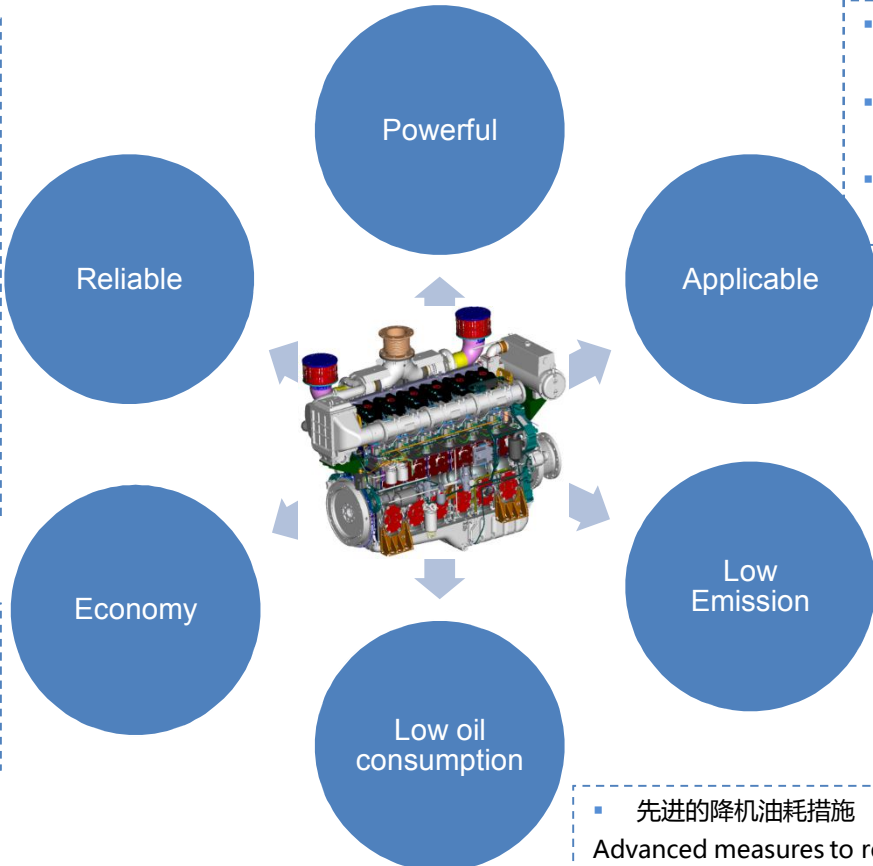 Powerful
Reliable
Applicable
Economy
Low
Emission
Low oil
consumption
▪ 先进的降机油耗措施
Advanced measures to